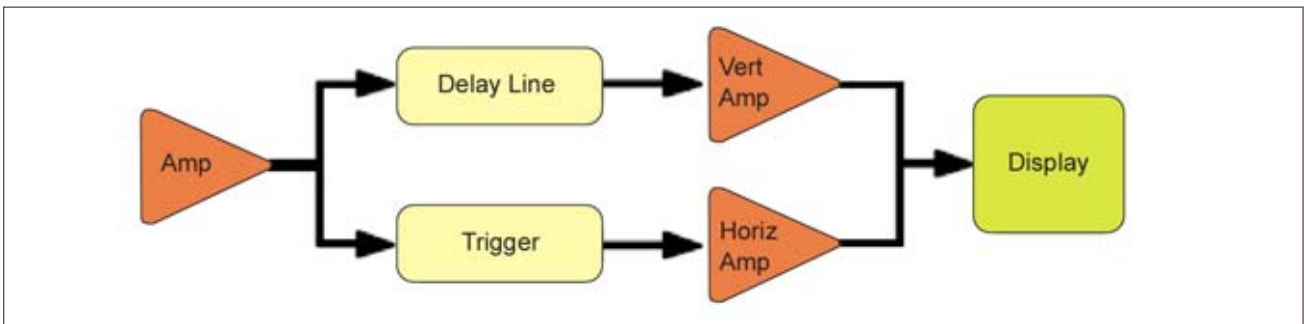 Amp
Delay Line
Vert
Amp
Trigger
Horiz
Amp
Display